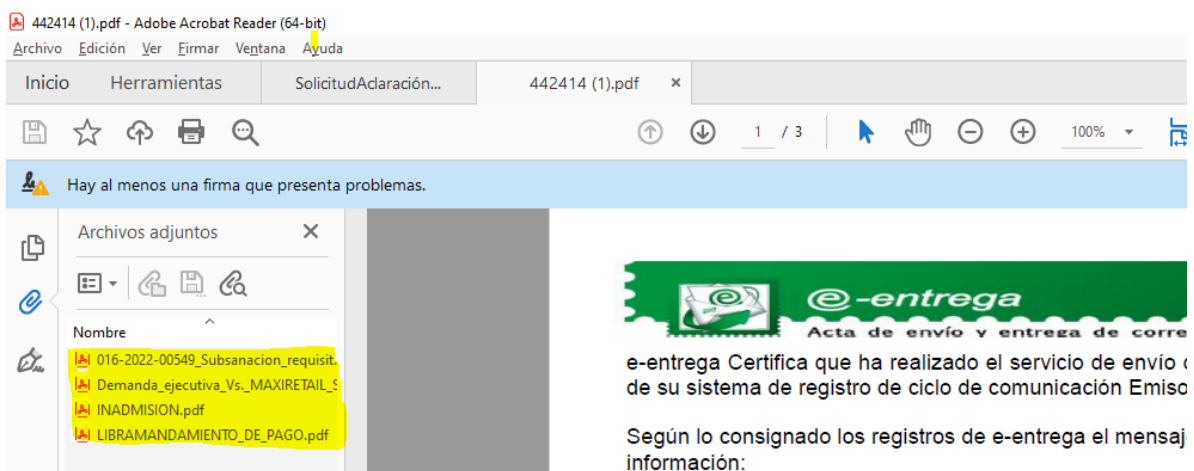 442414 (1).pdf - Adobe Acrobat Reader (64-bit)
Archivo Edición Ver Firmar Ventana Ayuda
Inicio Herramientas SolicitudAclaración... 442414 (1).pdf ×
1 / 3 100%
Hay al menos una firma que presenta problemas.
Archivos adjuntos
Nombre
016-2022-00549_Subsanacion_requisit.
Demanda_ejecutiva_Vs._MAXIRETAIL_S
INADMISION.pdf
LIBRAMANDAMIENTO_DE_PAGO.pdf
@-entrega
Acta de envío y entrega de corre
e-entrega Certifica que ha realizado el servicio de envío
de su sistema de registro de ciclo de comunicación Emiso
Según lo consignado los registros de e-entrega el mensaj
información: